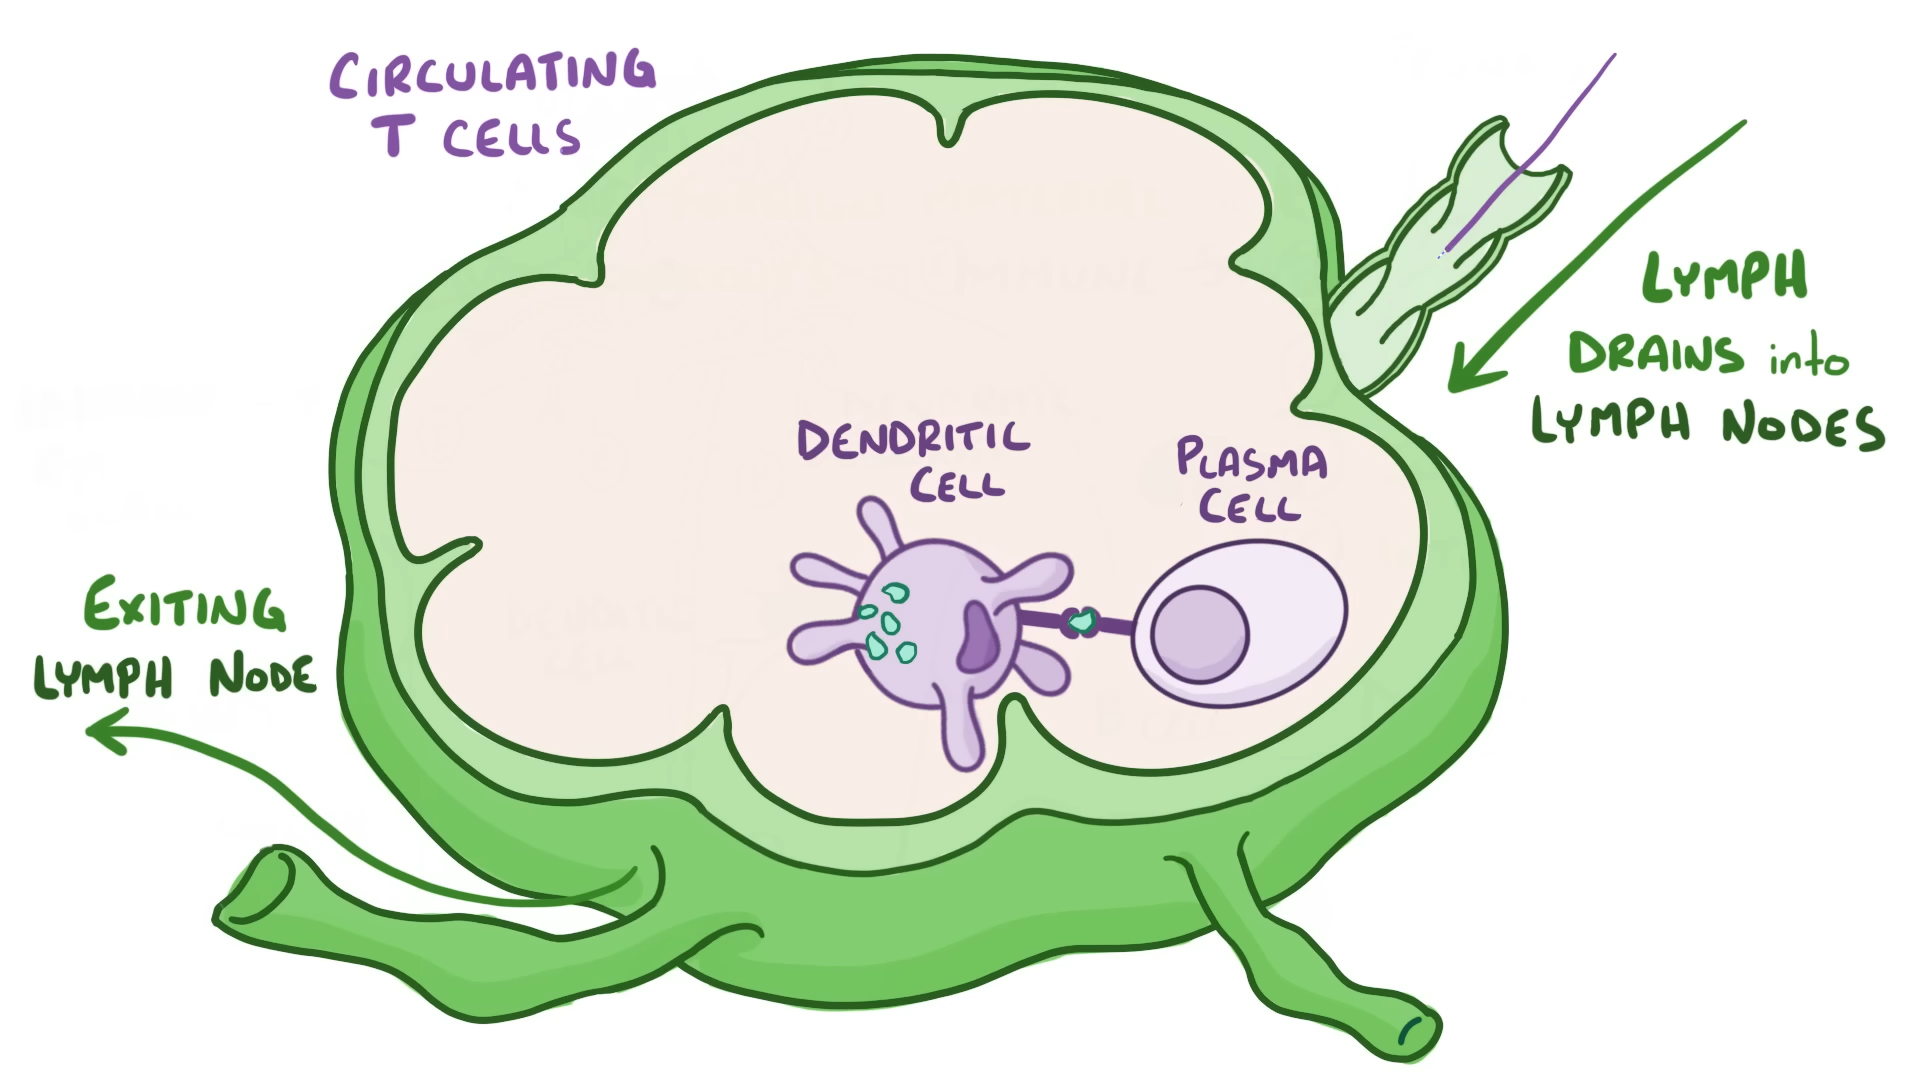 CIRCULATING
T CELLS
LYMPH
DRAINS into
LYMPH NODES
DENDRITIC
CELL
PLASMA
CELL
EXITING
LYMPH NODE